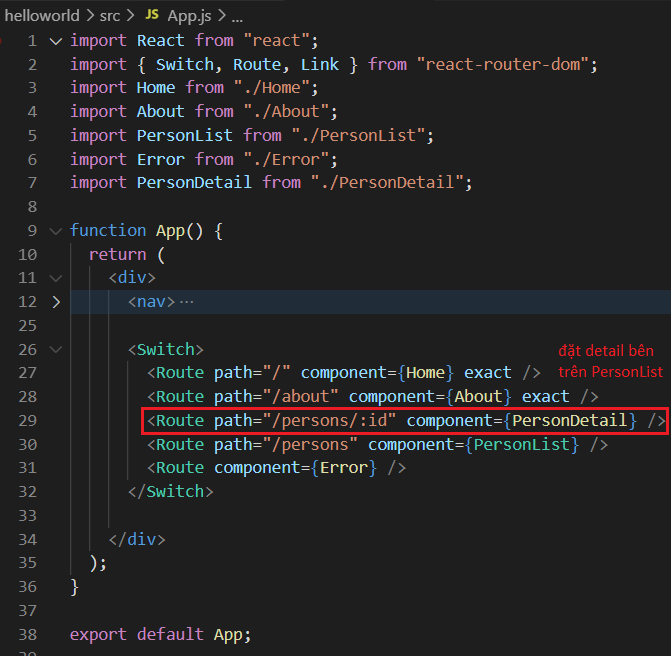 helloworld > src > JS App.js > ...
1 import React from "react";
2 import { Switch, Route, Link } from "react-router-dom";
3 import Home from "./Home";
4 import About from "./About";
5 import PersonList from "./PersonList";
6 import Error from "./Error";
7 import PersonDetail from "./PersonDetail";
8
9 function App() {
10 return (
11 <div>
12 <nav> ...
25
26 <Switch>
27 <Route path="/" component={Home} exact />
28 <Route path="/about" component={About} exact />
29 <Route path="/persons/:id" component={PersonDetail} />
30 <Route path="/persons" component={PersonList} />
31 <Route component={Error} />
32 </Switch>
33
34 </div>
35 );
36 }
37
38 export default App;
đặt detail bên
trên PersonList